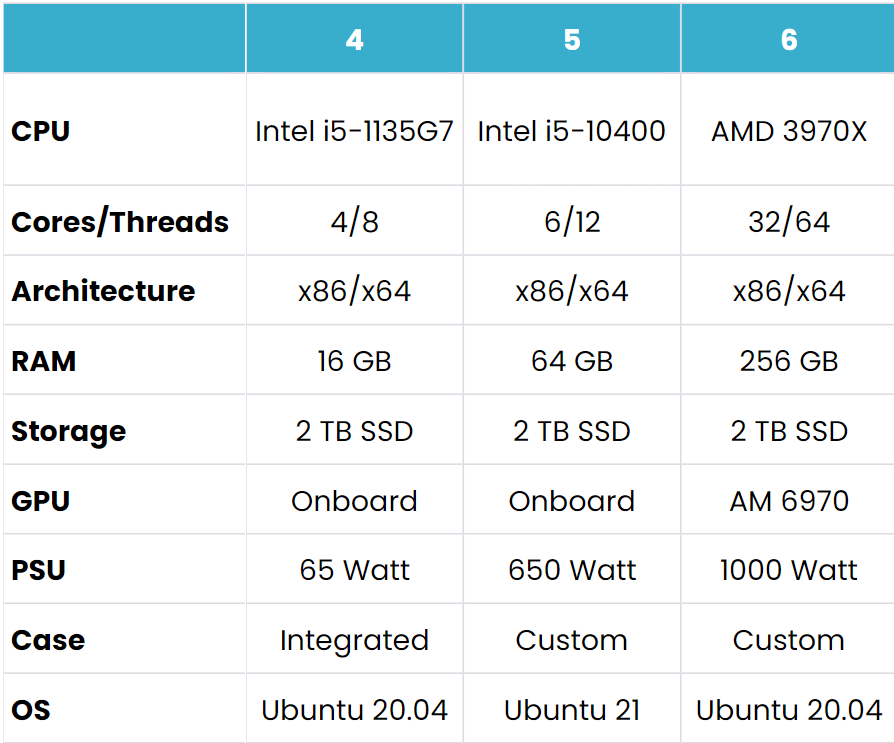 4 5 6
CPU Intel i5-1135G7 Intel i5-10400 AMD 3970X
Cores/Threads 4/8 6/12 32/64
Architecture x86/x64 x86/x64 x86/x64
RAM 16 GB 64 GB 256 GB
Storage 2 TB SSD 2 TB SSD 2 TB SSD
GPU Onboard Onboard AM 6970
PSU 65 Watt 650 Watt 1000 Watt
Case Integrated Custom Custom
OS Ubuntu 20.04 Ubuntu 21 Ubuntu 20.04